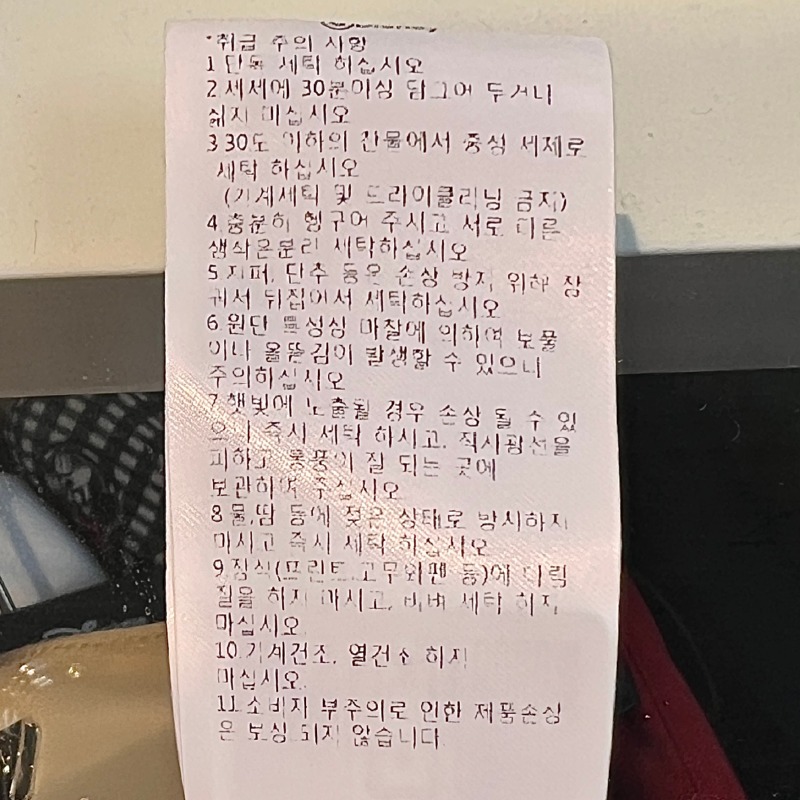 *취급 주의 사항
1.단독 세탁 하십시오
2.세제에 30분이상 담그어 두거나
삶지 마십시오
3.30도 이하의 찬물에서 중성 세제로
세탁 하십시오
(기계세탁 및 드라이클리닝 금지)
4.충분히 헹구어 주시고 서로 다른
색삭은분리 세탁하십시오
5.지퍼, 단추 등은 손상 방지 위해 잠
궈서 뒤집어서 세탁하십시오
6.원단 특성상 마찰에 의하여 보풀
이나 올뜯김이 발생할 수 있으니
주의하십시오
7.햇빛에 노출될 경우 손상 될 수 있
으니 즉시 세탁 하시고, 직사광선을
피하고 통풍이 잘 되는 곳에
보관하여 주십시오
8.물,땀 등에 젖은 상태로 방치하지
마시고 즉시 세탁 하십시오
9.장식(프린트,고무와펜 등)에 다림
질을 하지 마시고, 비벼 세탁 하지
마십시오.
10.기계건조, 열건조 하지
마십시오.
11.소비자 부주의로 인한 제품손상
은 보상 되지 않습니다.